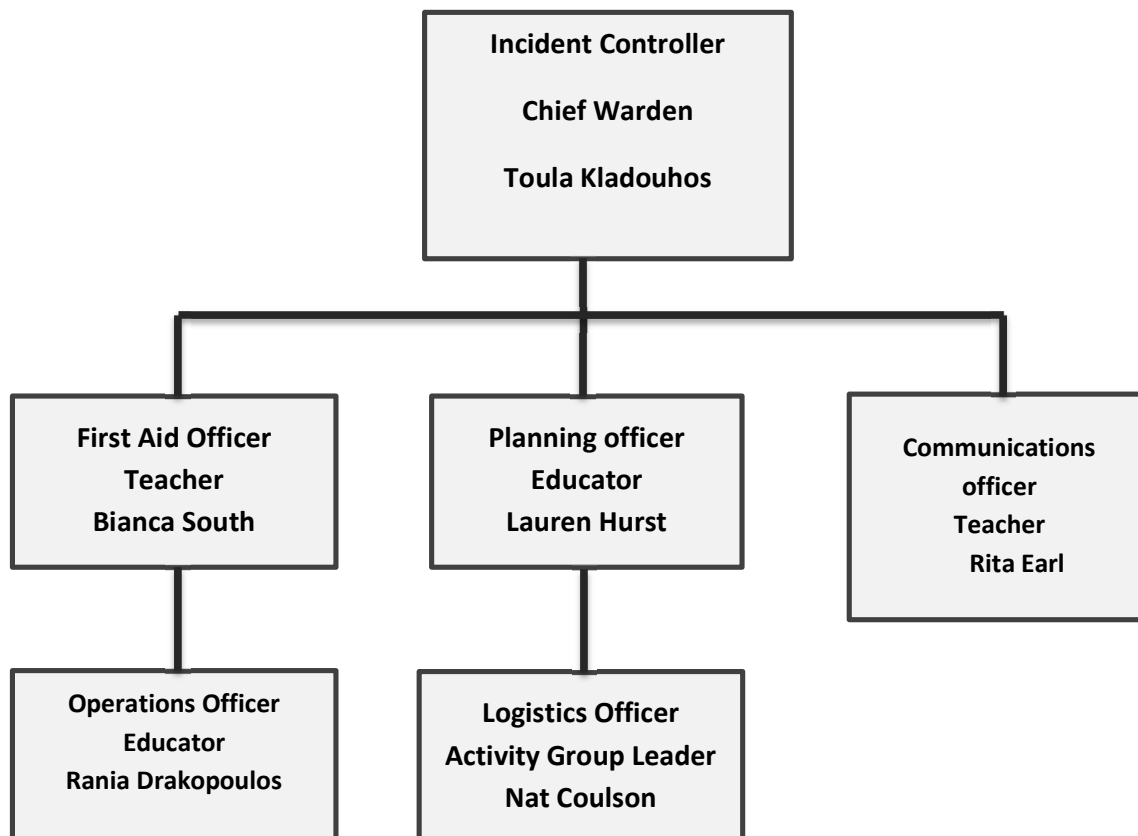 Incident Controller
Chief Warden
Toula Kladouhos
First Aid Officer
Teacher
Bianca South
Planning officer
Educator
Lauren Hurst
Communications
officer
Teacher
Rita Earl
Operations Officer
Educator
Rania Drakopoulos
Logistics Officer
Activity Group Leader
Nat Coulson